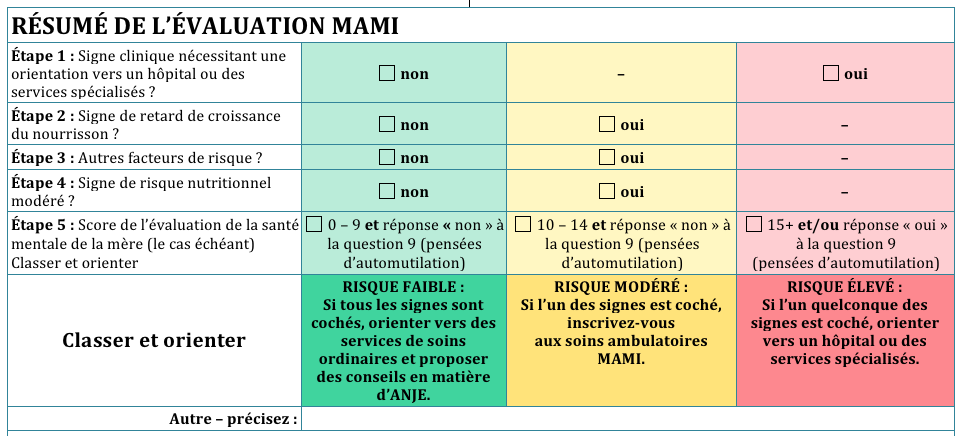 RÉSUMÉ DE L’ÉVALUATION MAMI
Étape 1 : Signe clinique nécessitant une
orientation vers un hôpital ou des
services spécialisés ?
non
–
oui
Étape 2 : Signe de retard de croissance
du nourrisson ?
non
oui
–
Étape 3 : Autres facteurs de risque ?
non
oui
–
Étape 4 : Signe de risque nutritionnel
modéré ?
non
oui
–
Étape 5 : Score de l’évaluation de la santé
mentale de la mère (le cas échéant)
Classer et orienter
0 – 9 et réponse « non » à
la question 9 (pensées
d’automutilation)
10 – 14 et réponse « non » à
la question 9 (pensées
d’automutilation)
15+ et/ou réponse « oui »
à la question 9
(pensées d’automutilation)
Classer et orienter
RISQUE FAIBLE :
Si tous les signes sont
cochés, orienter vers des
services de soins
ordinaires et proposer
des conseils en matière
d’ANJE.
RISQUE MODÉRÉ :
Si l’un des signes est coché,
inscrivez-vous
aux soins ambulatoires
MAMI.
RISQUE ÉLEVÉ :
Si l’un quelconque des
signes est coché, orienter
vers un hôpital ou des
services spécialisés.
Autre – précisez :